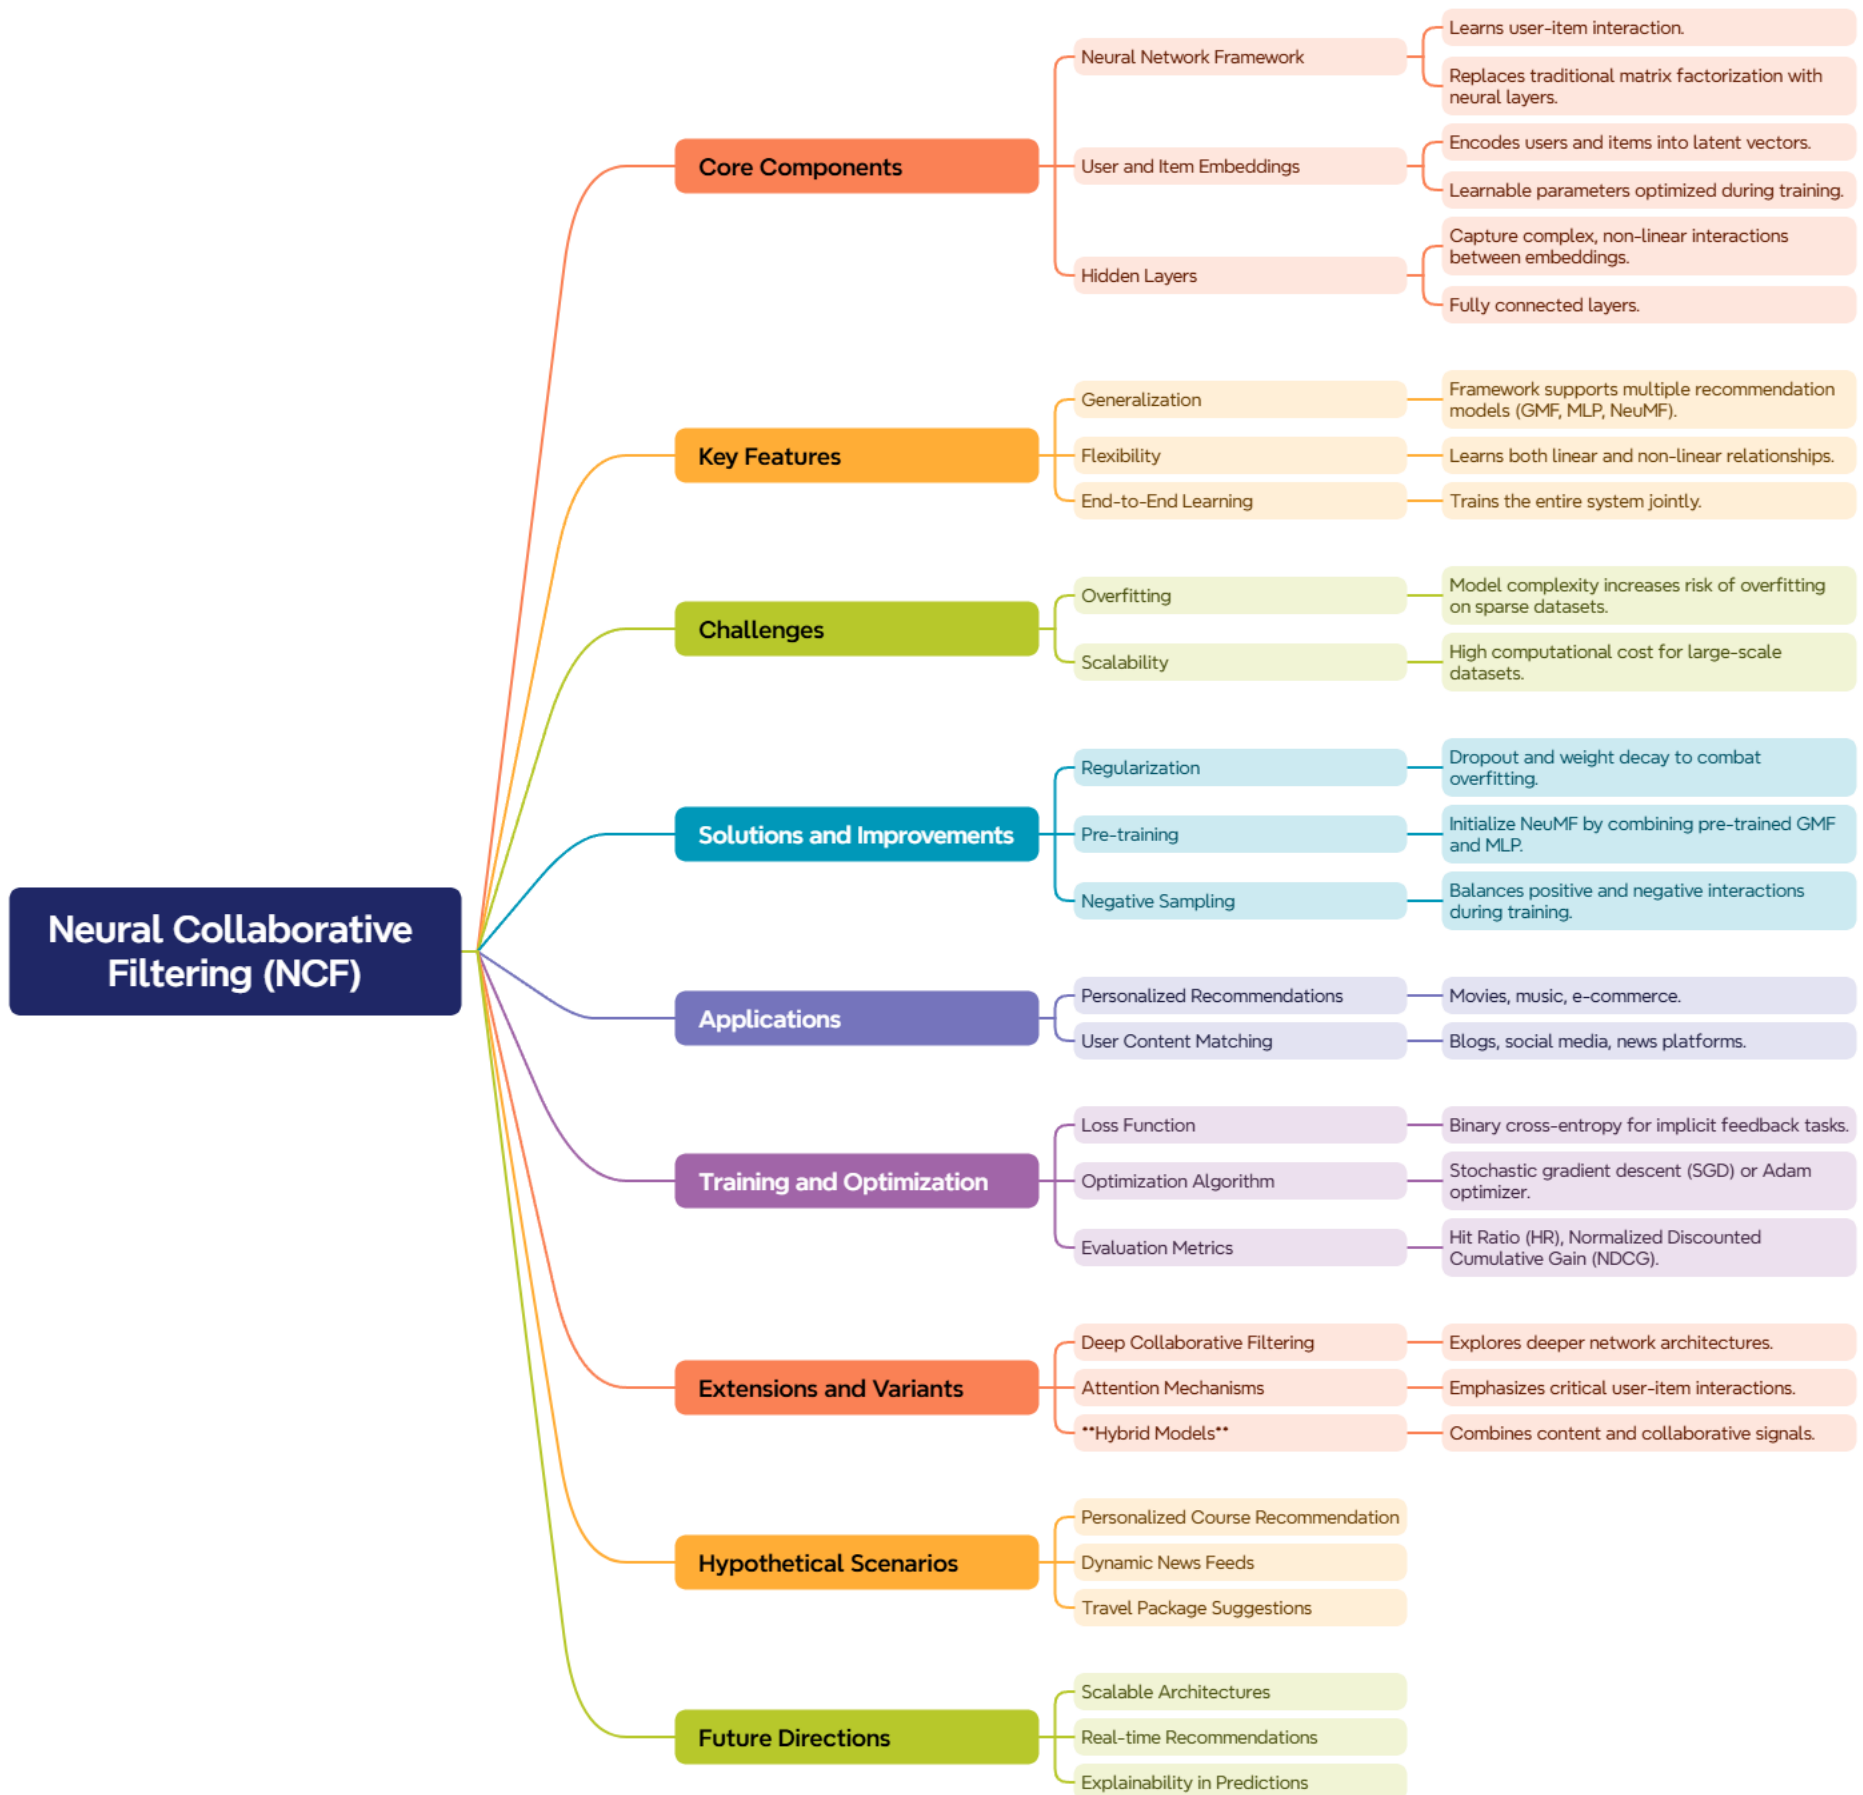 Neural Collaborative
Filtering (NCF)
Core Components
Neural Network Framework
Learns user-item interaction.
Replaces traditional matrix factorization with
neural layers.
User and Item Embeddings
Encodes users and items into latent vectors.
Learnable parameters optimized during training.
Hidden Layers
Capture complex, non-linear interactions
between embeddings.
Fully connected layers.
Key Features
Generalization
Framework supports multiple recommendation
models (GMF, MLP, NeuMF).
Flexibility
Learns both linear and non-linear relationships.
End-to-End Learning
Trains the entire system jointly.
Challenges
Overfitting
Model complexity increases risk of overfitting
on sparse datasets.
Scalability
High computational cost for large-scale
datasets.
Solutions and Improvements
Regularization
Dropout and weight decay to combat
overfitting.
Pre-training
Initialize NeuMF by combining pre-trained GMF
and MLP.
Negative Sampling
Balances positive and negative interactions
during training.
Applications
Personalized Recommendations
Movies, music, e-commerce.
User Content Matching
Blogs, social media, news platforms.
Training and Optimization
Loss Function
Binary cross-entropy for implicit feedback tasks.
Optimization Algorithm
Stochastic gradient descent (SGD) or Adam
optimizer.
Evaluation Metrics
Hit Ratio (HR), Normalized Discounted
Cumulative Gain (NDCG).
Extensions and Variants
Deep Collaborative Filtering
Explores deeper network architectures.
Attention Mechanisms
Emphasizes critical user-item interactions.
**Hybrid Models**
Combines content and collaborative signals.
Hypothetical Scenarios
Personalized Course Recommendation
Dynamic News Feeds
Travel Package Suggestions
Future Directions
Scalable Architectures
Real-time Recommendations
Explainability in Predictions